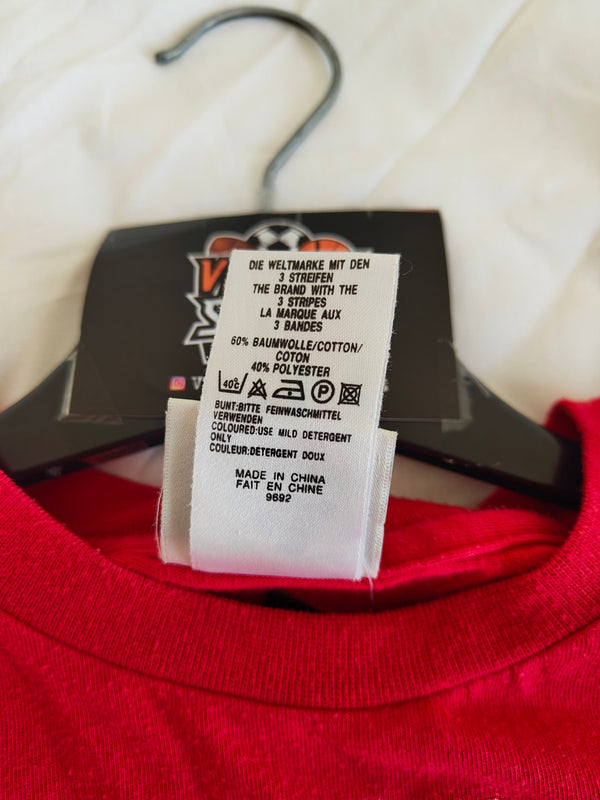 DIE WELTMARKE MIT DEN
3 STREIFEN
THE BRAND WITH THE
3 STRIPES
LA MARQUE AUX
3 BANDES
60% BAUMWOLLE/COTTON/
COTON
40% POLYESTER
40°C P
BUNT:BITTE FEINWASCHMITTEL
VERWENDEN
COLOURED:USE MILD DETERGENT
ONLY
COULEUR:DETERGENT DOUX
MADE IN CHINA
FAIT EN CHINE
9692